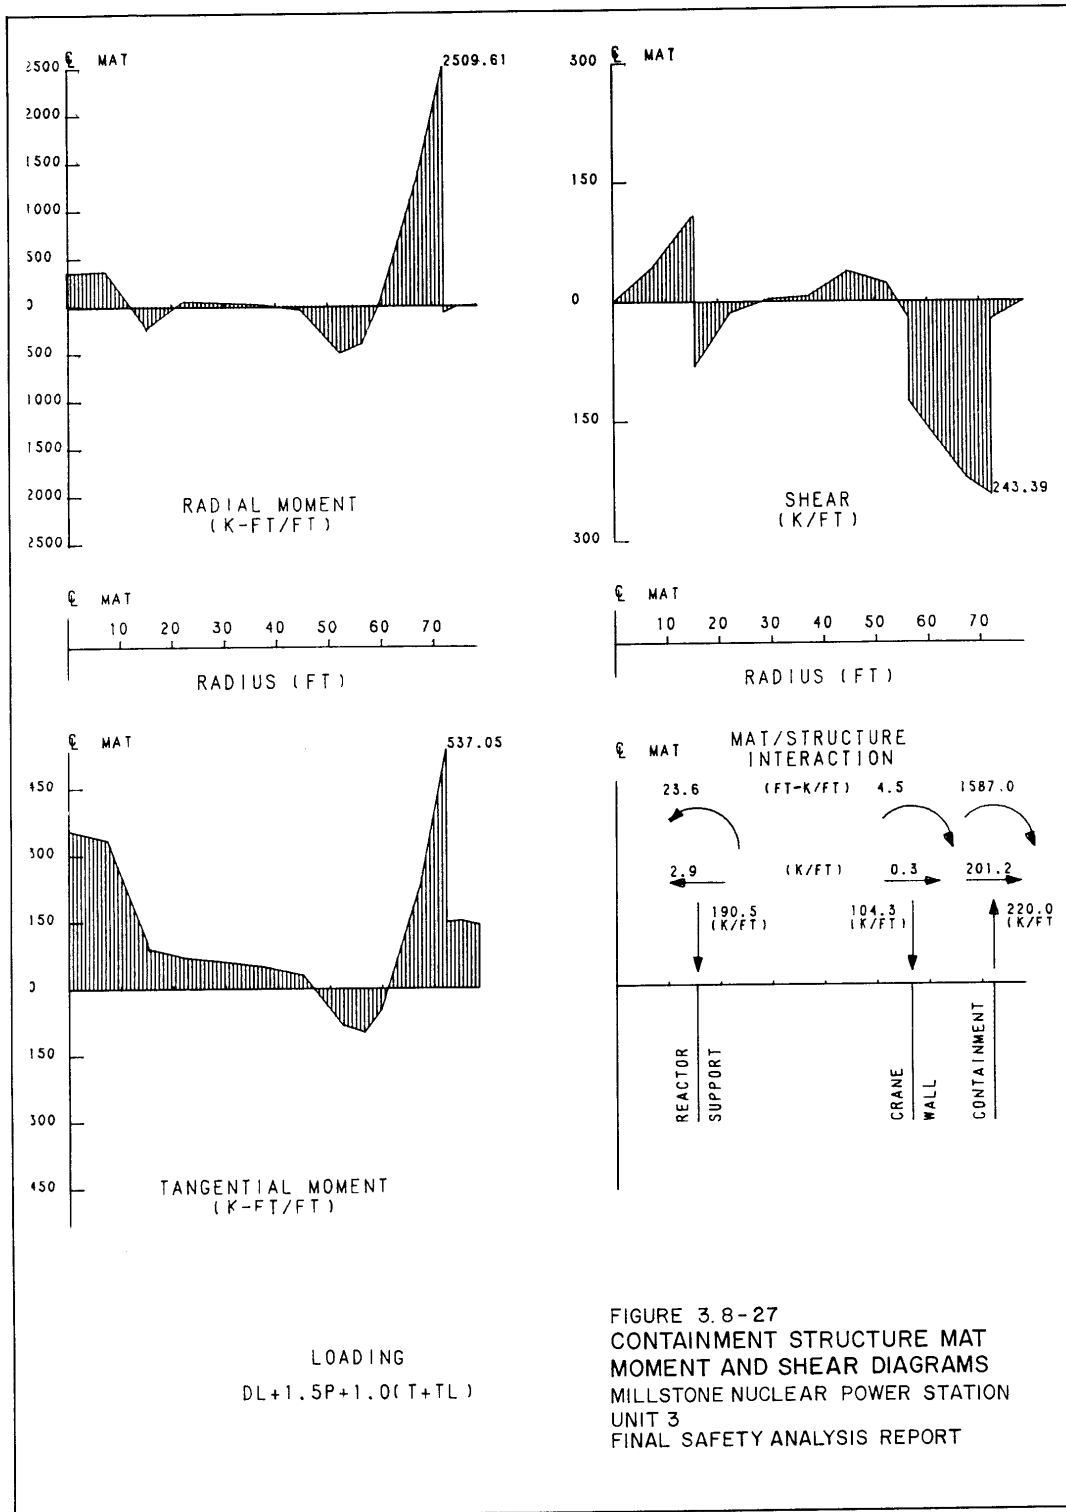 ℄ MAT
2509.61
2500
2000
1500
1000
500
0
500
1000
1500
2000
2500
RADIAL MOMENT
(K-FT/FT)
℄ MAT
300
150
0
150
300
243.39
SHEAR
(K/FT)
℄ MAT
10 20 30 40 50 60 70
RADIUS (FT)
℄ MAT
10 20 30 40 50 60 70
RADIUS (FT)
℄ MAT
537.05
450
300
150
0
150
300
450
TANGENTIAL MOMENT
(K-FT/FT)
℄ MAT
MAT/STRUCTURE
INTERACTION
23.6 (FT-K/FT) 4.5 1587.0
2.9 (K/FT) 0.3 201.2
190.5
(K/FT)
104.3
(K/FT)
220.0
(K/FT
REACTOR
SUPPORT
CRANE
WALL
CONTAINMENT
LOADING
DL+1.5P+1.0(T+TL)
FIGURE 3.8-27
CONTAINMENT STRUCTURE MAT
MOMENT AND SHEAR DIAGRAMS
MILLSTONE NUCLEAR POWER STATION
UNIT 3
FINAL SAFETY ANALYSIS REPORT